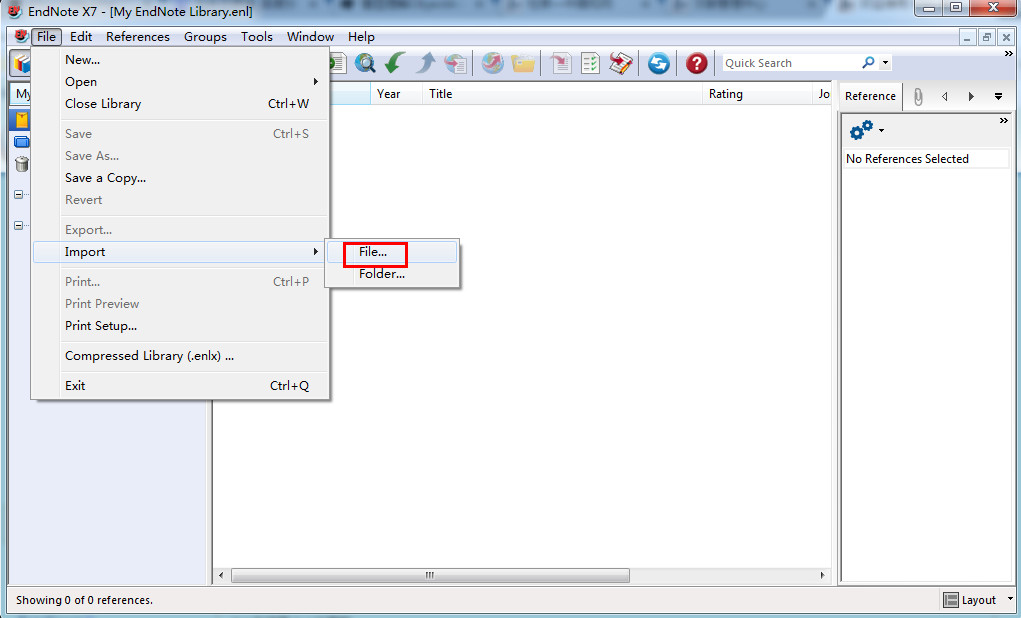 EndNote X7 - [My EndNote Library.enl]
File Edit References Groups Tools Window Help
New...
Open
Close Library Ctrl+W
Save Ctrl+S
Save As...
Save a Copy...
Revert
Export...
Import
File...
Folder...
Print... Ctrl+P
Print Preview
Print Setup...
Compressed Library (.enlx) ...
Exit Ctrl+Q
Quick Search
My
Year Title Rating Jo
Reference
No References Selected
Showing 0 of 0 references.
Layout